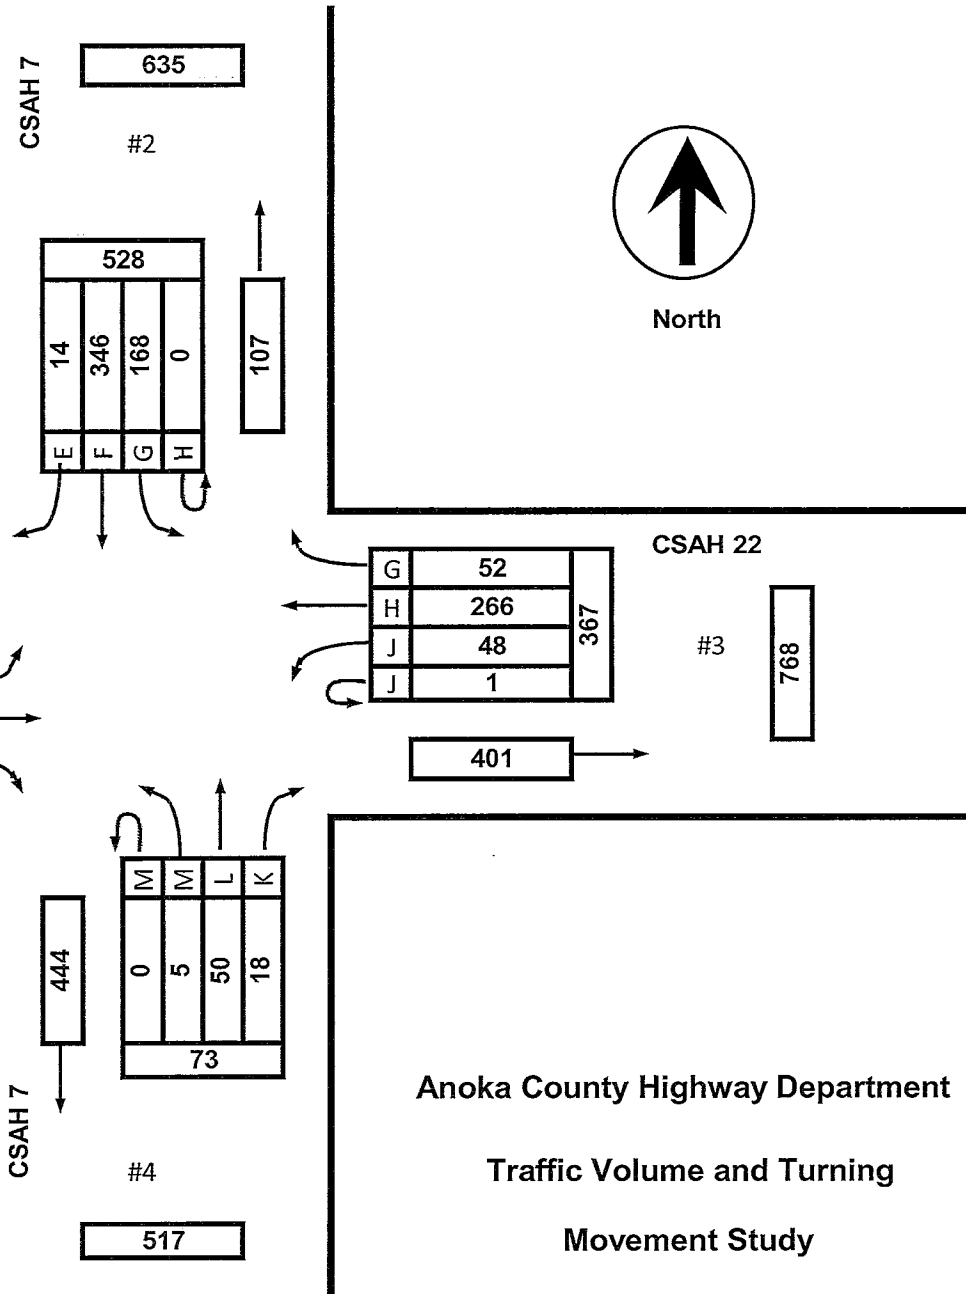 CSAH 7
635
#2
528
14
346
168
0
107
E
F
G
H
North
CSAH 22
G
52
H
266
J
48
J
1
367
#3
768
401
M
M
L
K
444
0
5
50
18
73
CSAH 7
#4
517
Anoka County Highway Department
Traffic Volume and Turning
Movement Study